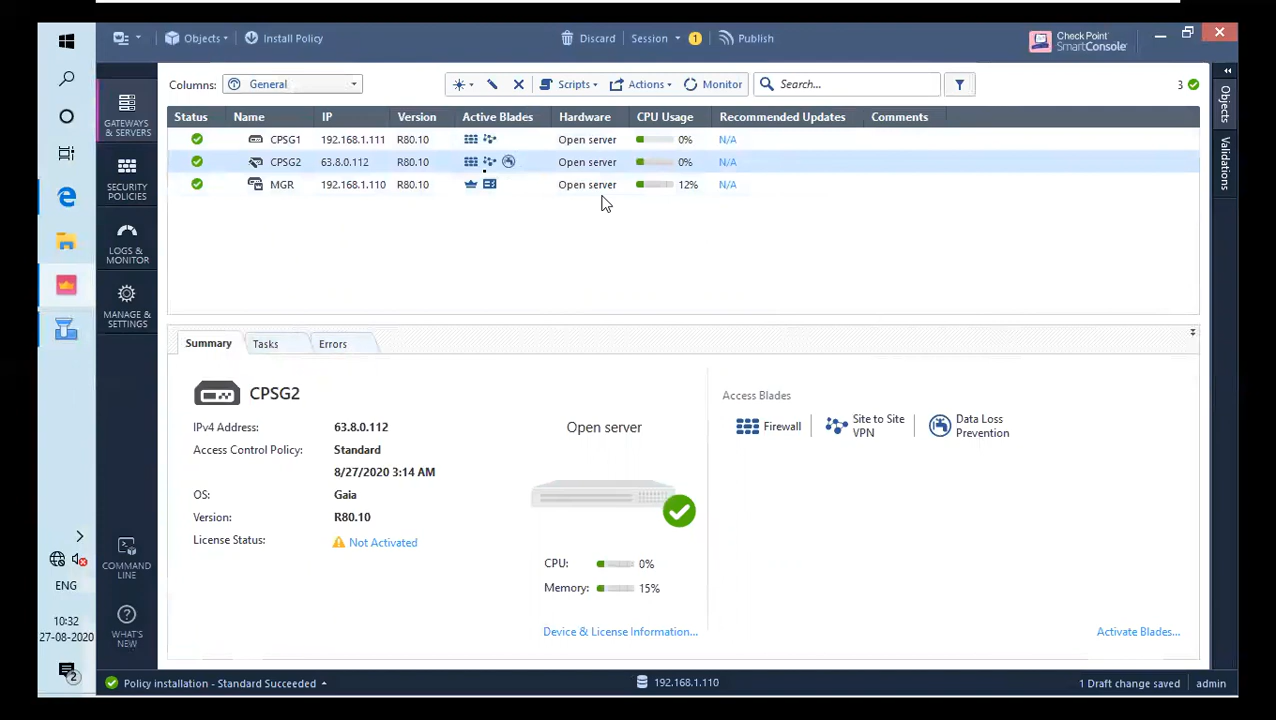 Objects
Install Policy
Discard
Session
1
Publish
Check Point
SmartConsole
Columns:
General
Scripts
Actions
Monitor
Search...
3
Status Name IP Version Active Blades Hardware CPU Usage Recommended Updates Comments
CPSG1 192.168.1.111 R80.10 Open server 0% N/A
CPSG2 63.8.0.112 R80.10 Open server 0% N/A
MGR 192.168.1.110 R80.10 Open server 12% N/A
GATEWAYS
& SERVERS
SECURITY
POLICIES
LOGS &
MONITOR
MANAGE &
SETTINGS
COMMAND
LINE
WHAT'S
NEW
Objects
Validations
Summary Tasks Errors
CPSG2
IPv4 Address: 63.8.0.112
Access Control Policy: Standard
8/27/2020 3:14 AM
OS: Gaia
Version: R80.10
License Status: Not Activated
Open server
CPU: 0%
Memory: 15%
Device & License Information...
Access Blades
Firewall
Site to Site
VPN
Data Loss
Prevention
Activate Blades...
ENG
10:32
27-08-2020
2
Policy installation - Standard Succeeded
192.168.1.110
1 Draft change saved
admin